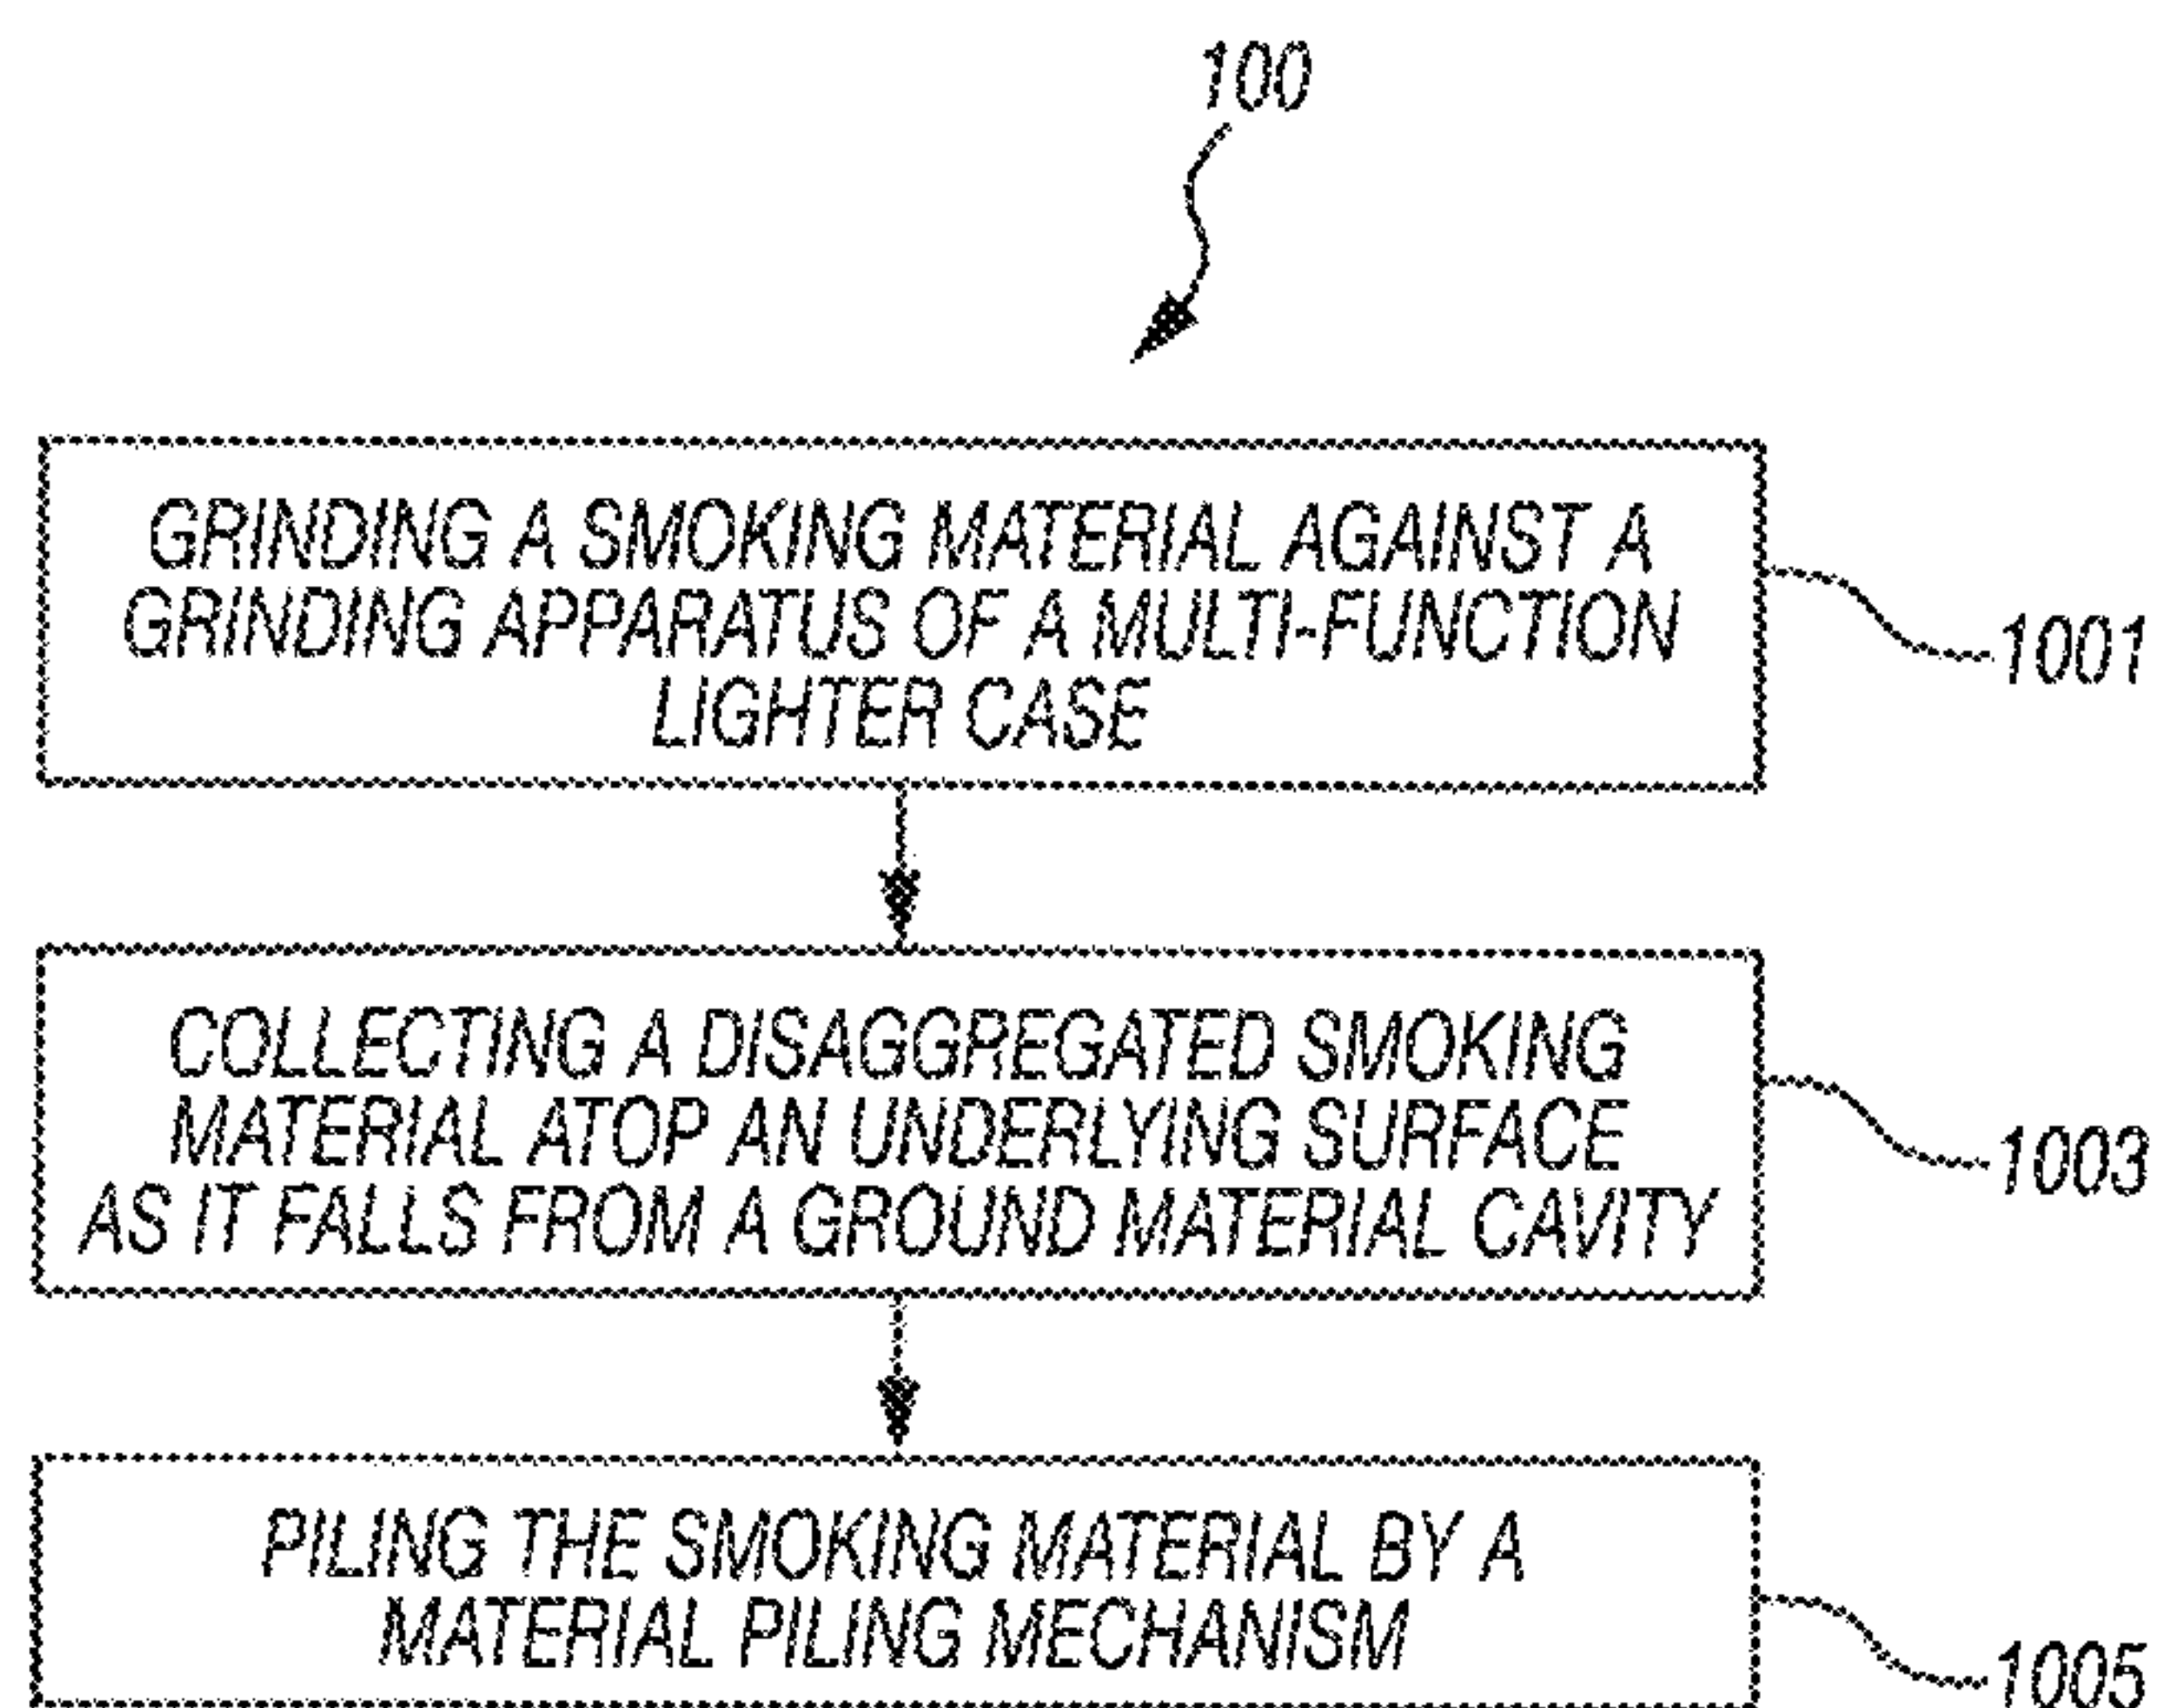 100
GRINDING A SMOKING MATERIAL AGAINST A
GRINDING APPARATUS OF A MULTI-FUNCTION
LIGHTER CASE
1001
COLLECTING A DISAGGREGATED SMOKING
MATERIAL ATOP AN UNDERLYING SURFACE
AS IT FALLS FROM A GROUND MATERIAL CAVITY
1003
PILING THE SMOKING MATERIAL BY A
MATERIAL PILING MECHANISM
1005